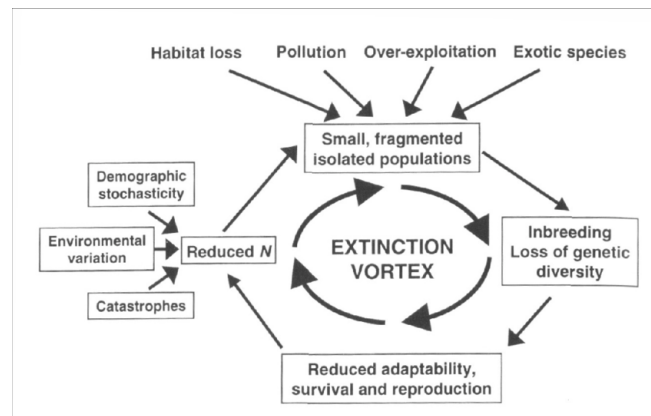 Habitat loss Pollution Over-exploitation Exotic species
Small, fragmented
isolated populations
Demographic
stochasticity
Environmental
variation
Catastrophes
Reduced N
EXTINCTION
VORTEX
Inbreeding
Loss of genetic
diversity
Reduced adaptability,
survival and reproduction